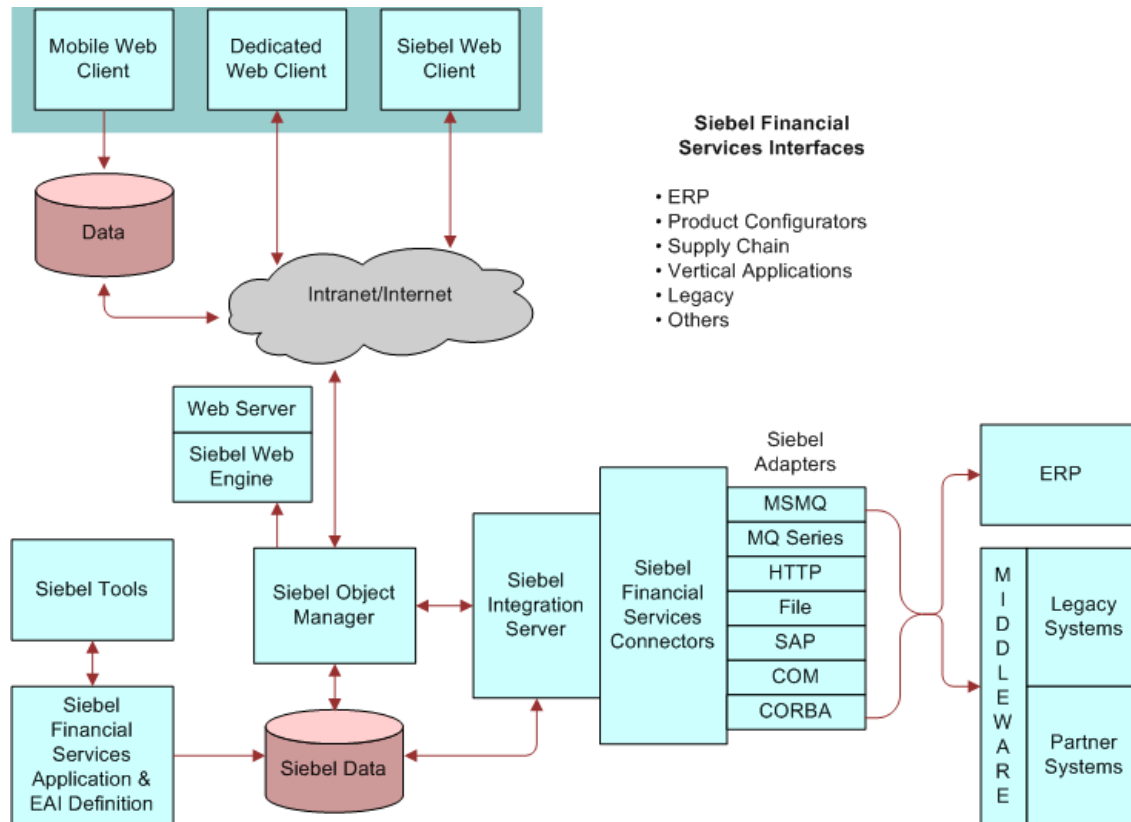 Mobile Web
Client
Dedicated
Web Client
Siebel Web
Client
Siebel Financial
Services Interfaces
• ERP
• Product Configurators
• Supply Chain
• Vertical Applications
• Legacy
• Others
Data
Intranet/Internet
Web Server
Siebel Web
Engine
Siebel Tools
Siebel Object
Manager
Siebel
Integration
Server
Siebel
Financial
Services
Connectors
Siebel
Adapters
MSMQ
MQ Series
HTTP
File
SAP
COM
CORBA
ERP
MIDDLEWARE
Legacy
Systems
Partner
Systems
Siebel
Financial
Services
Application &
EAI Definition
Siebel Data